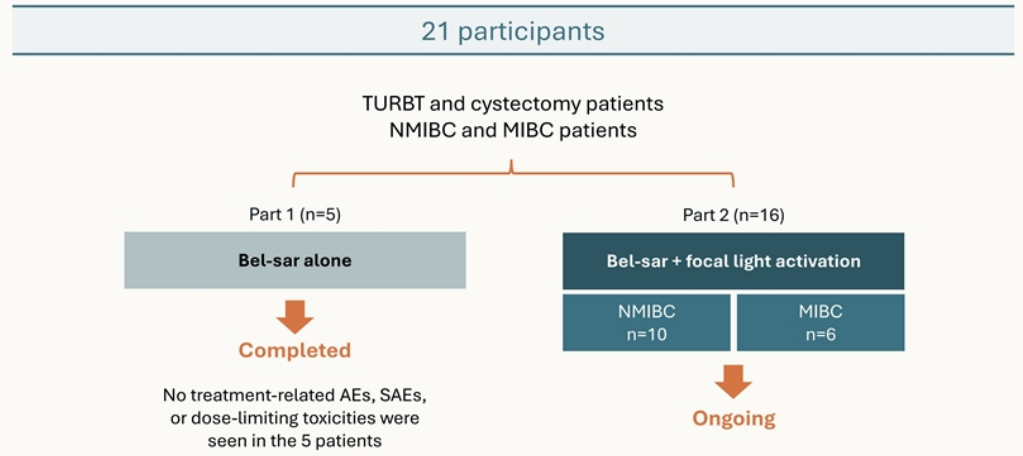 21 participants
TURBT and cystectomy patients
NMIBC and MIBC patients
Part 1 (n=5)
Bel-sar alone
Completed
No treatment-related AEs, SAEs,
or dose-limiting toxicities were
seen in the 5 patients
Part 2 (n=16)
Bel-sar + focal light activation
NMIBC
n=10
MIBC
n=6
Ongoing